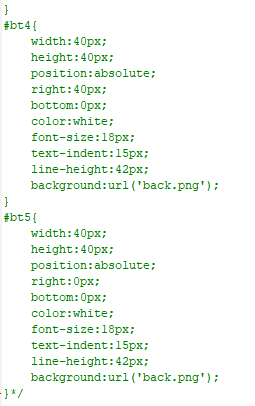 }
#bt4{
width:40px;
height:40px;
position:absolute;
right:40px;
bottom:0px;
color:white;
font-size:18px;
text-indent:15px;
line-height:42px;
background:url('back.png');
}
#bt5{
width:40px;
height:40px;
position:absolute;
right:0px;
bottom:0px;
color:white;
font-size:18px;
text-indent:15px;
line-height:42px;
background:url('back.png');
}*/